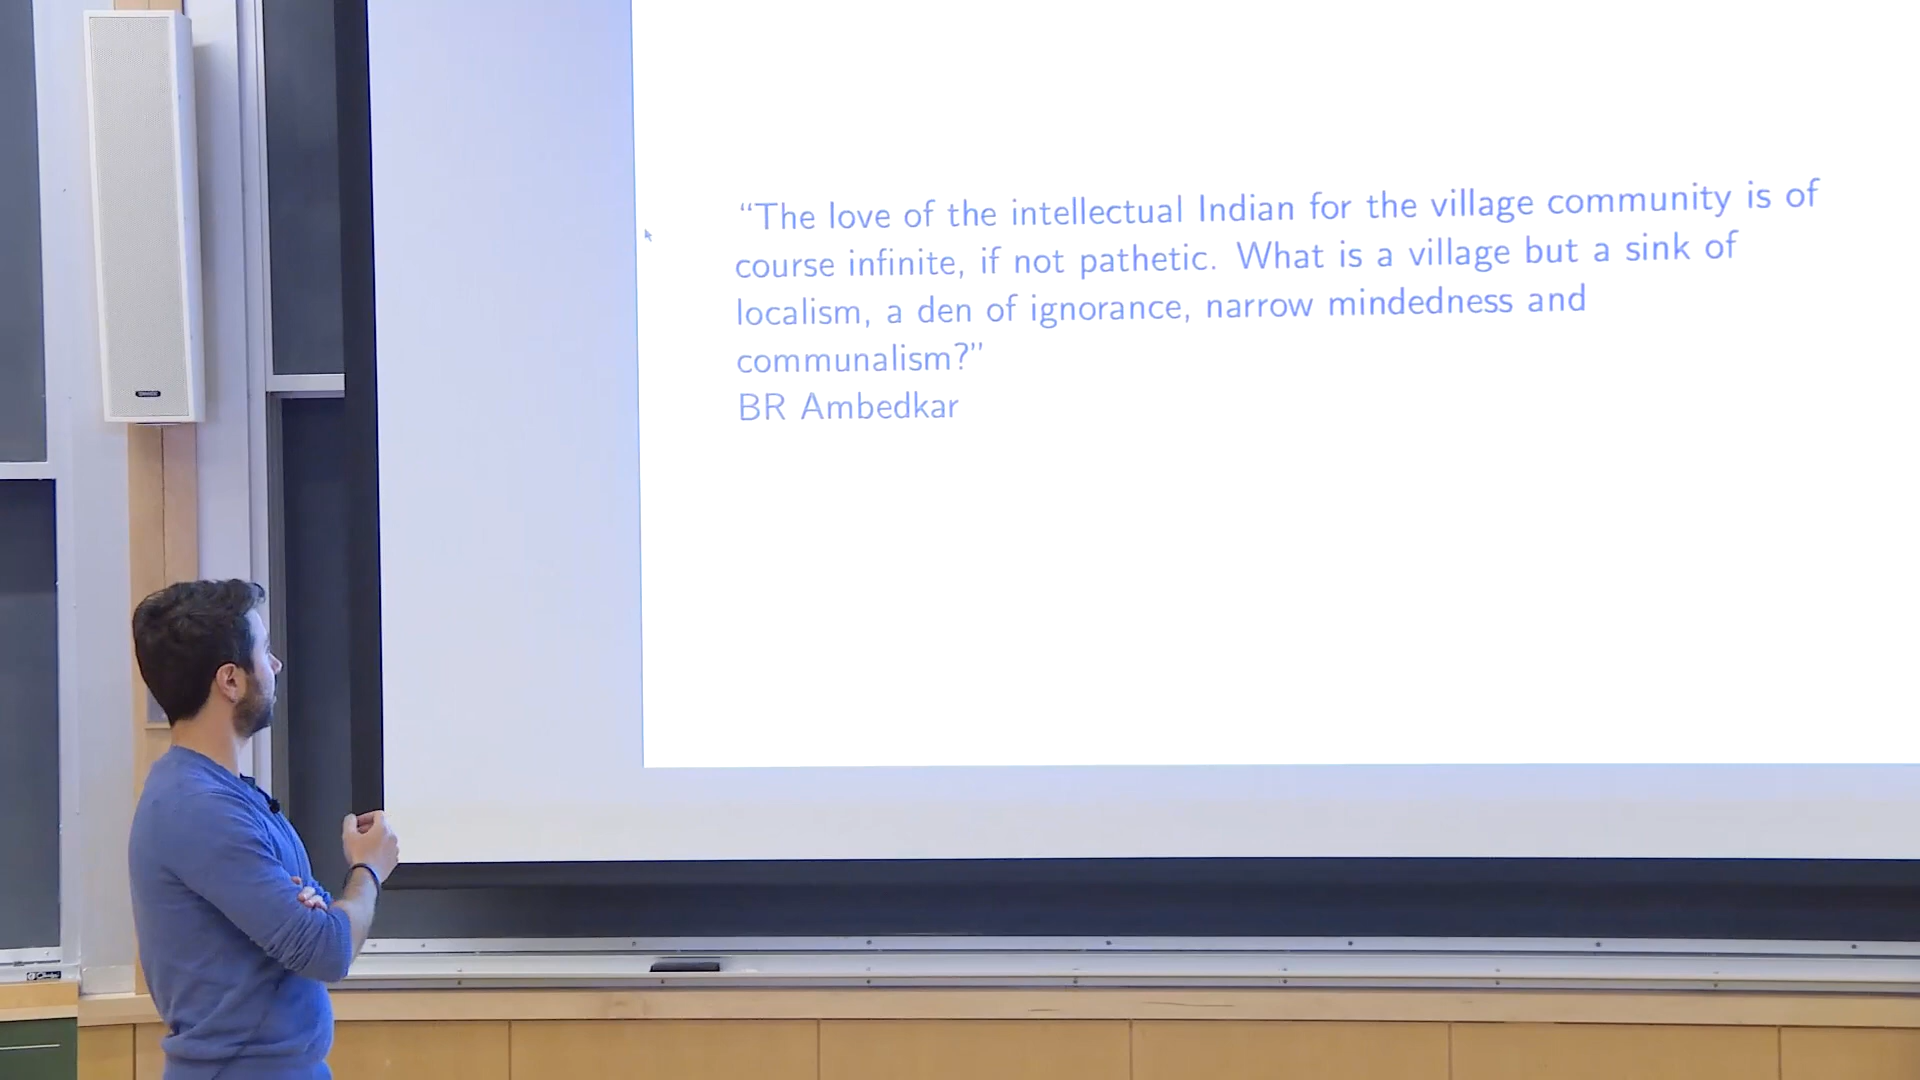 “The love of the intellectual Indian for the village community is of
course infinite, if not pathetic. What is a village but a sink of
localism, a den of ignorance, narrow mindedness and
communalism?”
BR Ambedkar